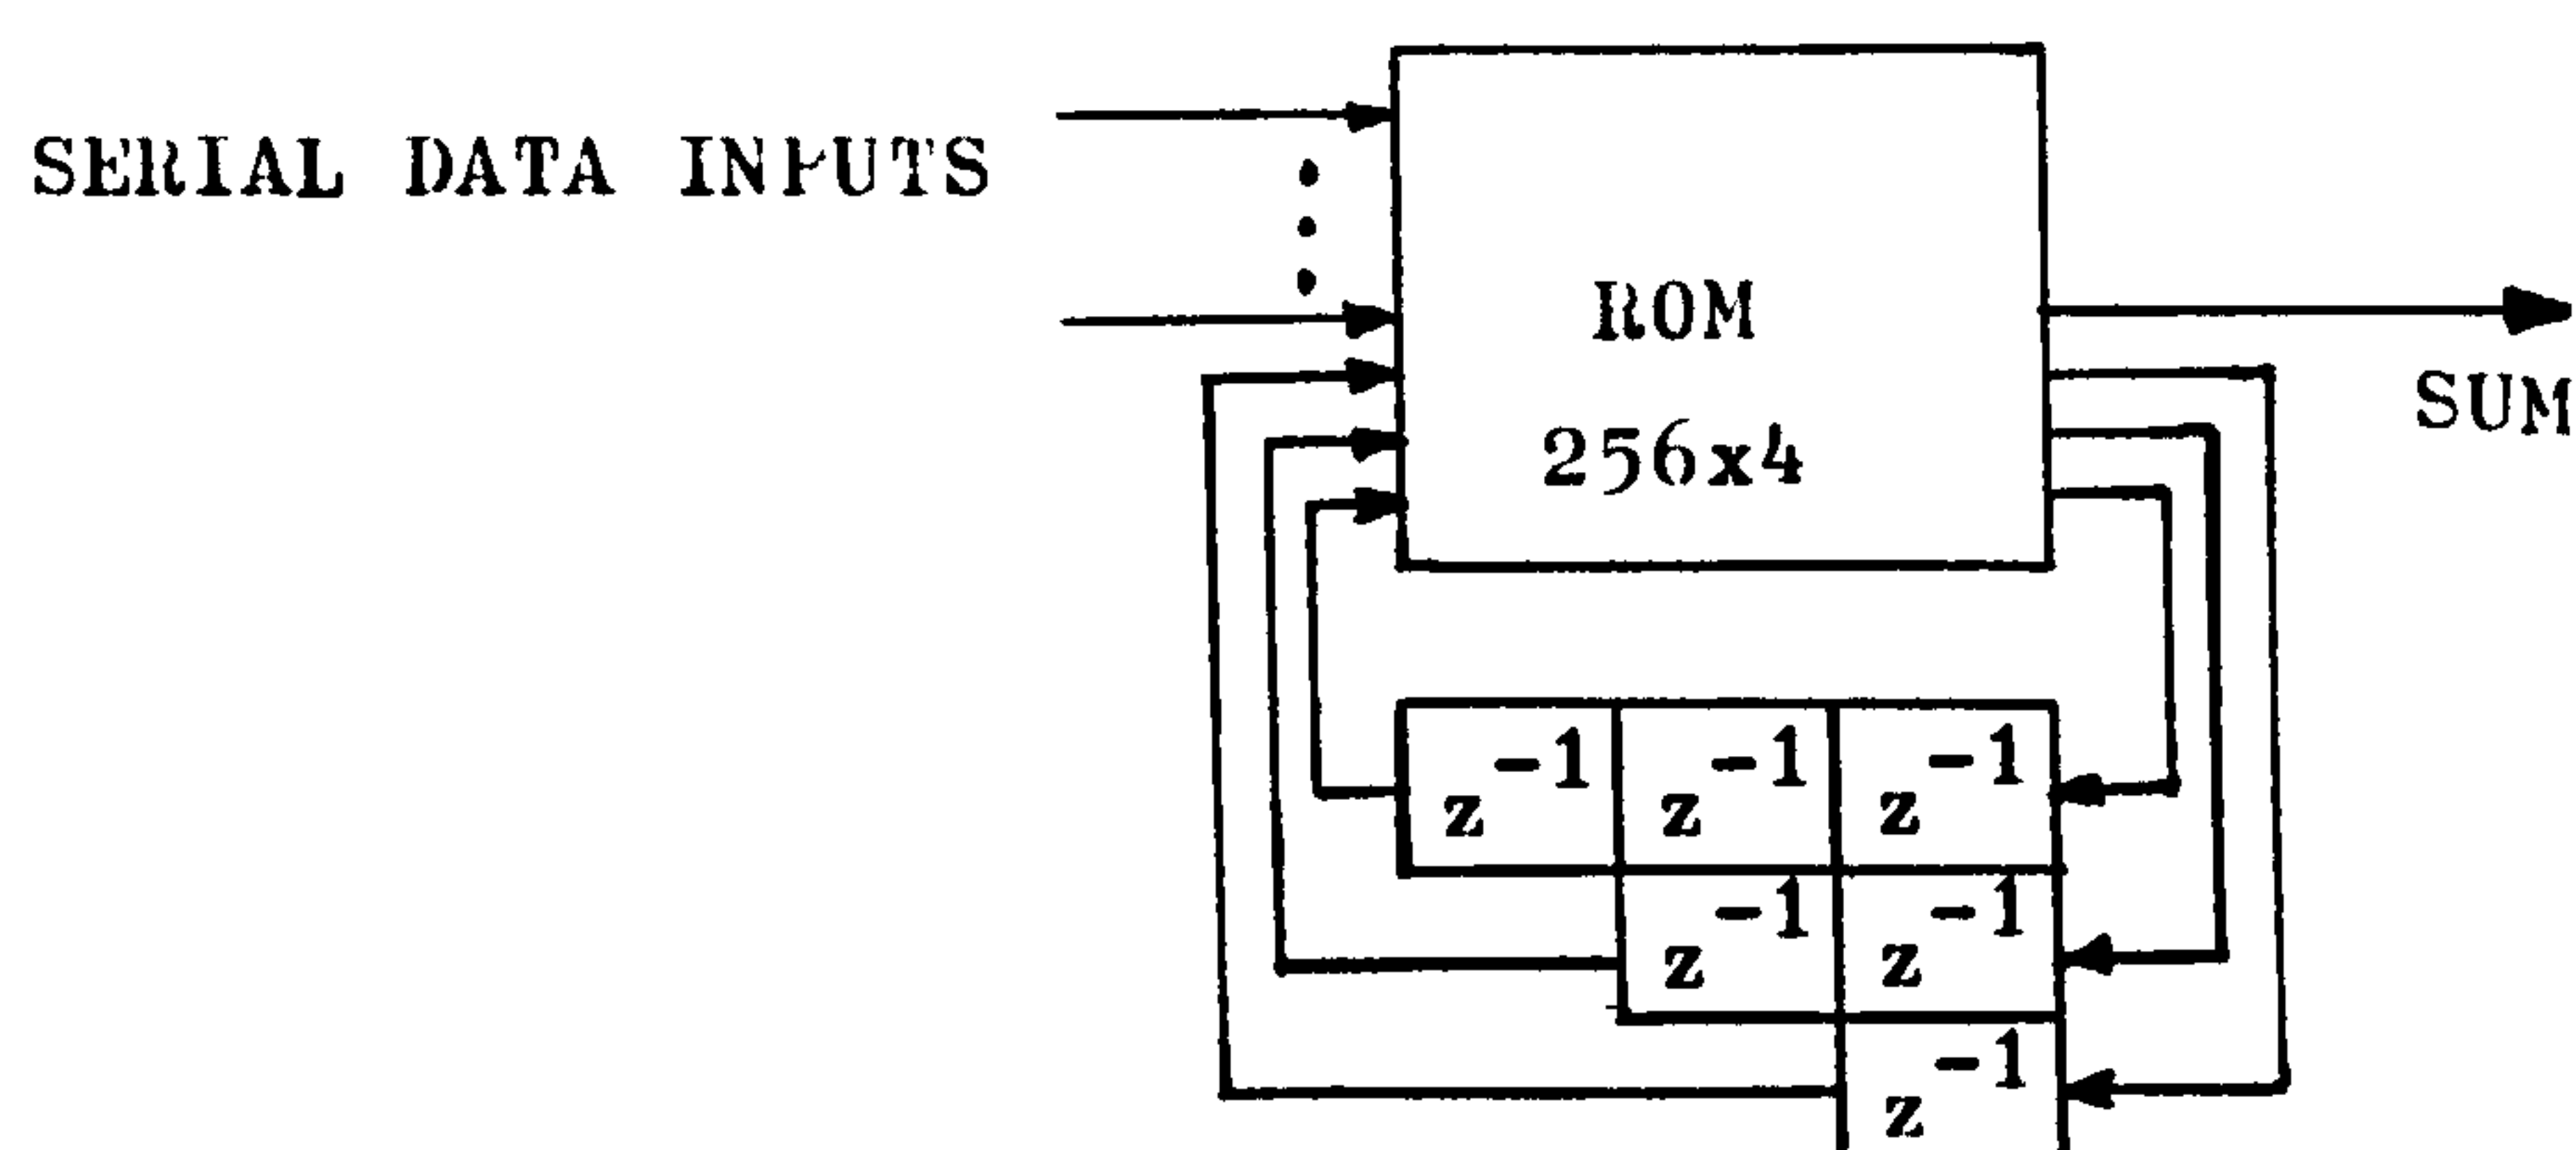 SERIAL DATA INPUTS
ROM
256x4
SUM
z⁻¹ z⁻¹ z⁻¹
z⁻¹ z⁻¹
z⁻¹